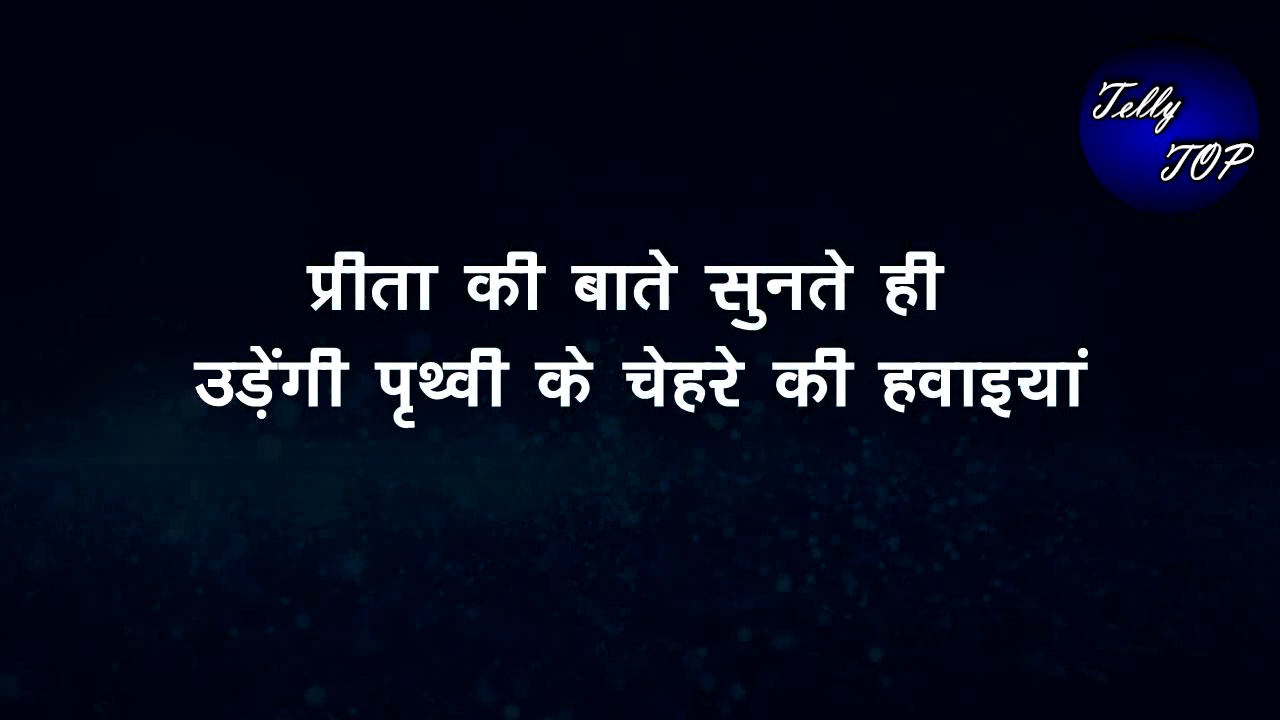 Telly
TOP
प्रीता की बाते सुनते ही
उड़ेंगी पृथ्वी के चेहरे की हवाइयां